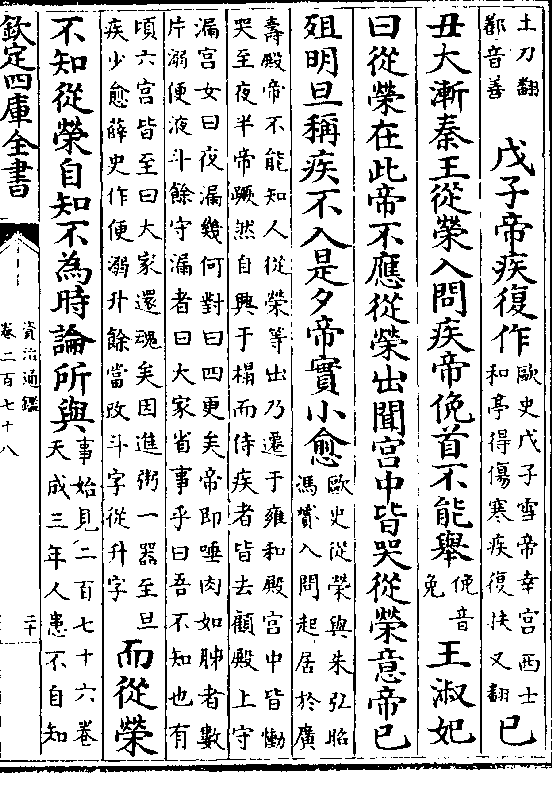 土刀翻
鄯音善
戊子帝疾復作
歐史戊子雪帝幸宫西士
和亭得傷寒疾復扶又翻
己
丑大漸秦王從榮入問疾帝俛首不能舉
俛音
免
王淑妃
曰從榮在此帝不應從榮出聞宫中皆哭從榮意帝已
殂明旦稱疾不入是夕帝實小愈
歐史從榮與朱弘昭
馮贇入問起居於廣
壽殿帝不能知人從榮等出乃遷于雍和殿宫中皆慟
哭至夜半帝蹶然自興于榻而侍疾者皆去顧殿上守
漏宫女曰夜漏幾何對曰四更矣帝即唾肉如肺者數
片溺便液斗餘守漏者曰大家省事乎曰吾不知也有
頃六宫皆至曰大家還魂矣因進粥一器至旦
疾少愈薛史作便溺升餘當改斗字從升字
而從榮
不知從榮自知不為時論所與
事始見二百七十六卷
天成三年人患不自知
欽定四庫全書
資治通鑑
卷二百七十八
二十